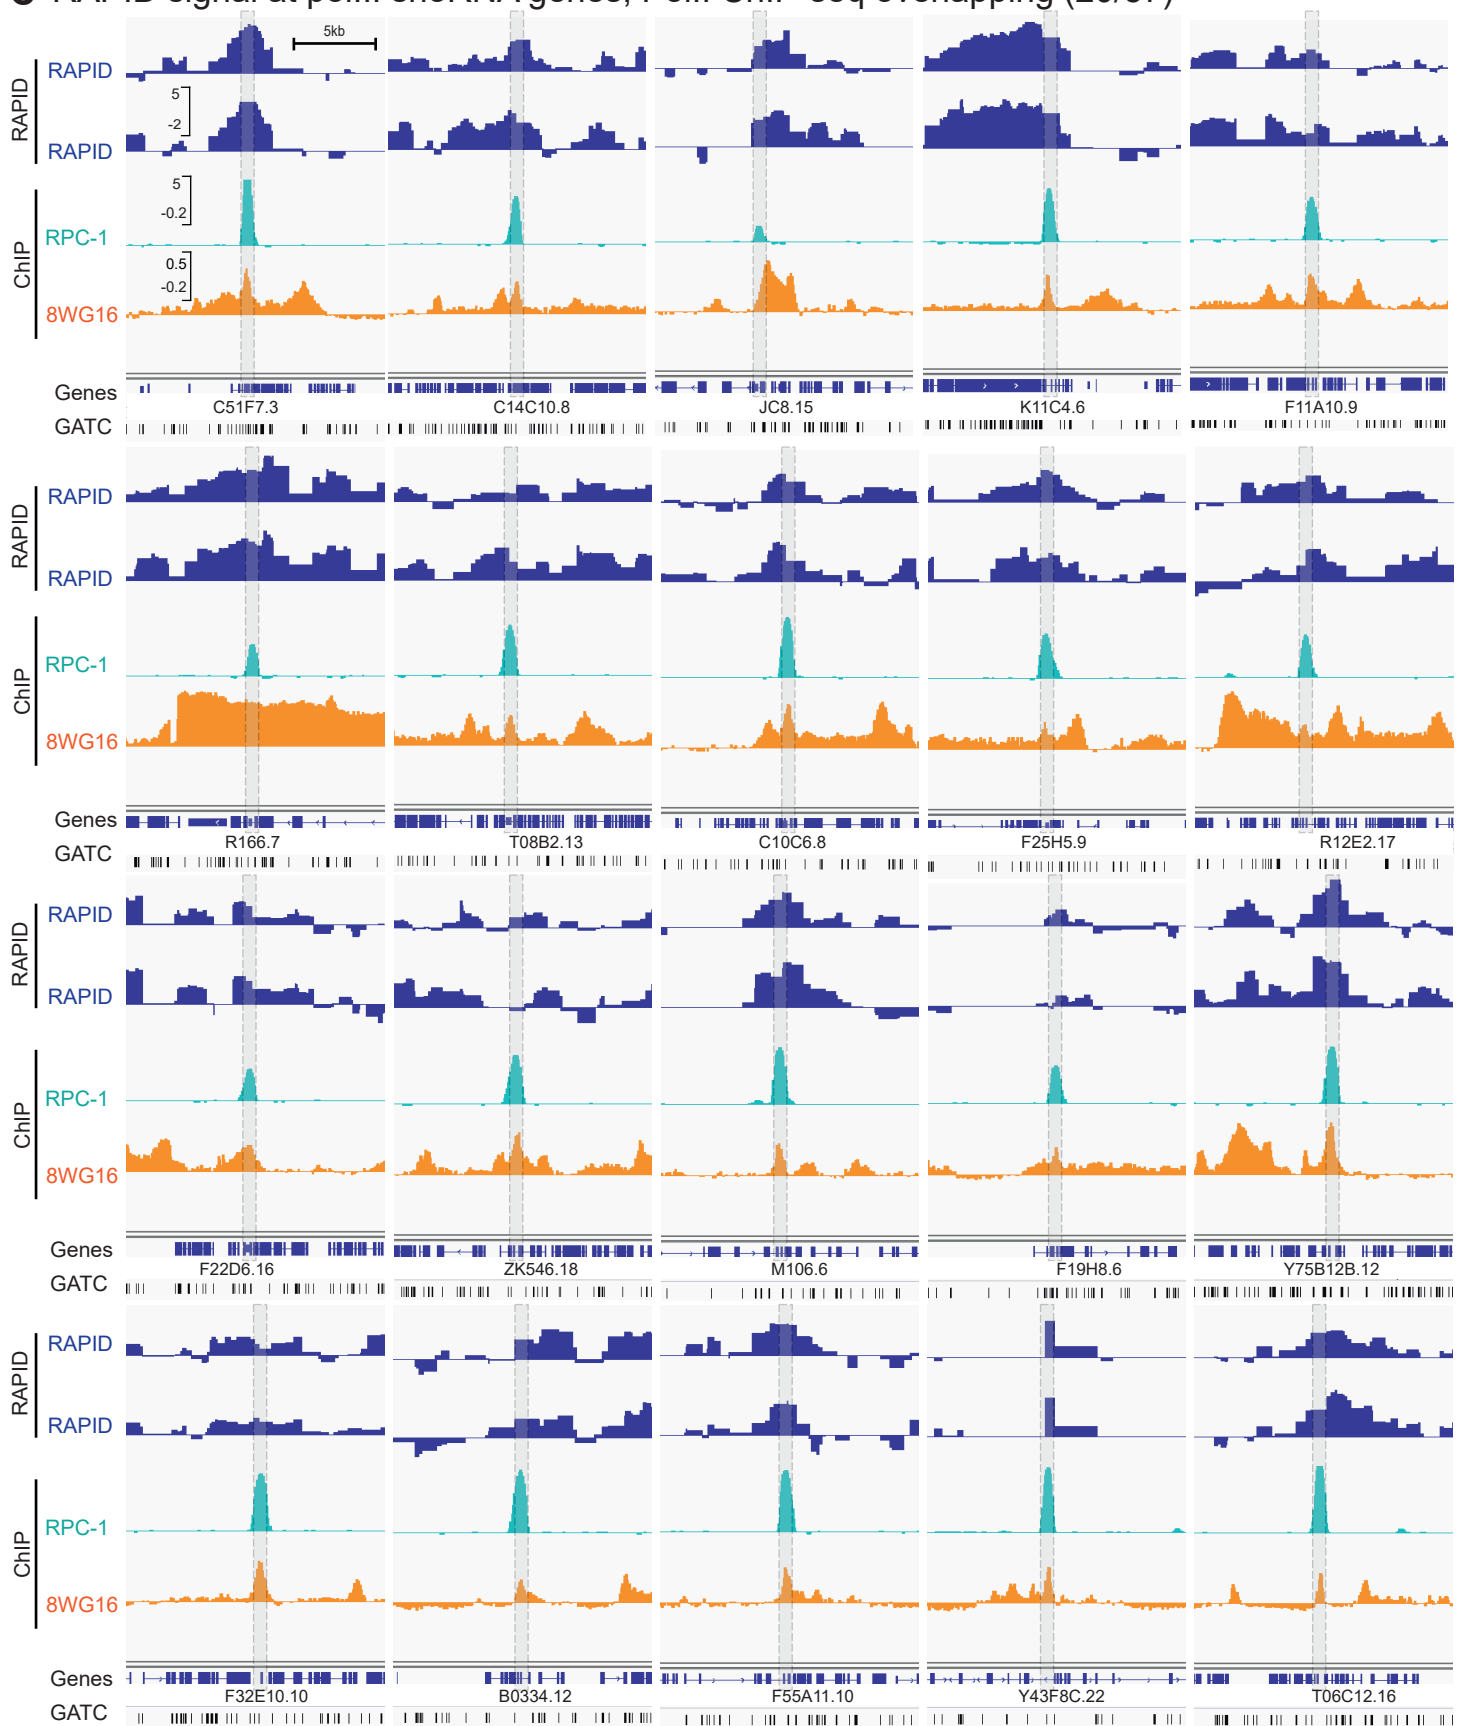 5kb
RAPID
RAPID
5
-2
RAPID
5
-0.2
RPC-1
ChIP
0.5
-0.2
8WG16
Genes
C51F7.3 C14C10.8 JC8.15 K11C4.6 F11A10.9
GATC
RAPID
RAPID
RAPID
RPC-1
ChIP
8WG16
Genes
R166.7 T08B2.13 C10C6.8 F25H5.9 R12E2.17
GATC
RAPID
RAPID
RAPID
RPC-1
ChIP
8WG16
Genes
F22D6.16 ZK546.18 M106.6 F19H8.6 Y75B12B.12
GATC
RAPID
RAPID
RAPID
RPC-1
ChIP
8WG16
Genes
F32E10.10 B0334.12 F55A11.10 Y43F8C.22 T06C12.16
GATC